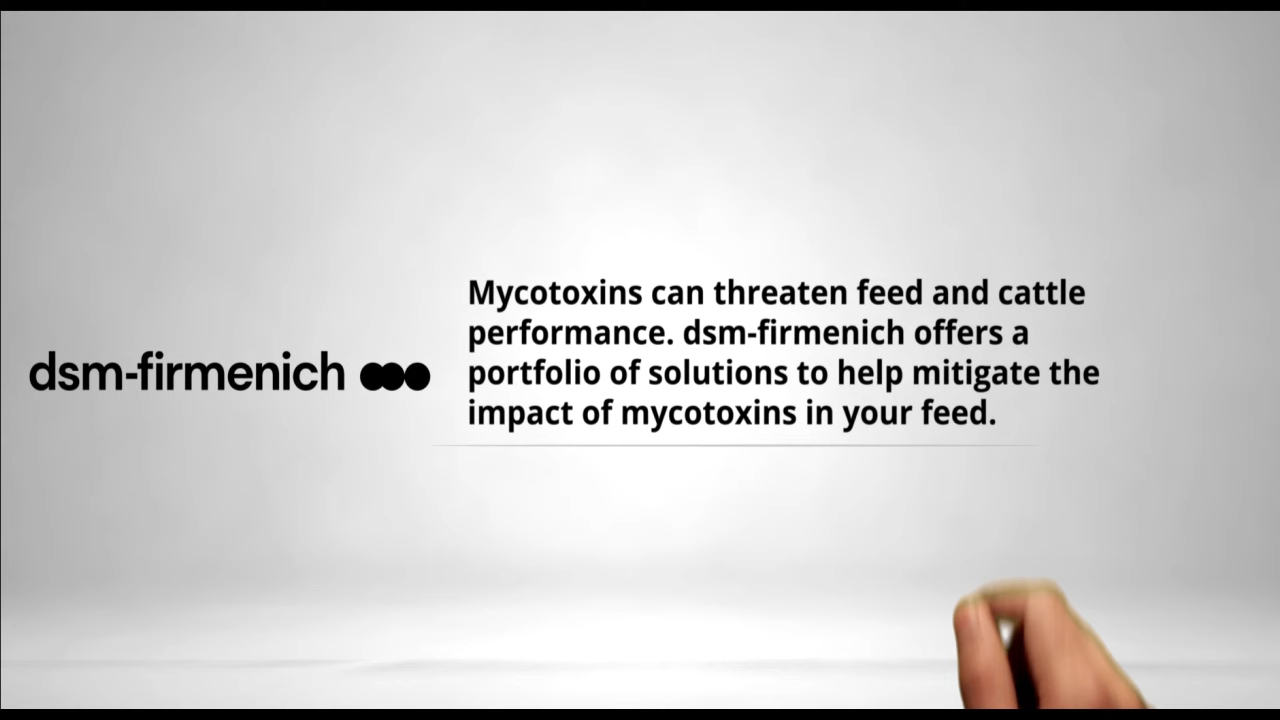 dsm-firmenich
Mycotoxins can threaten feed and cattle
performance. dsm-firmenich offers a
portfolio of solutions to help mitigate the
impact of mycotoxins in your feed.